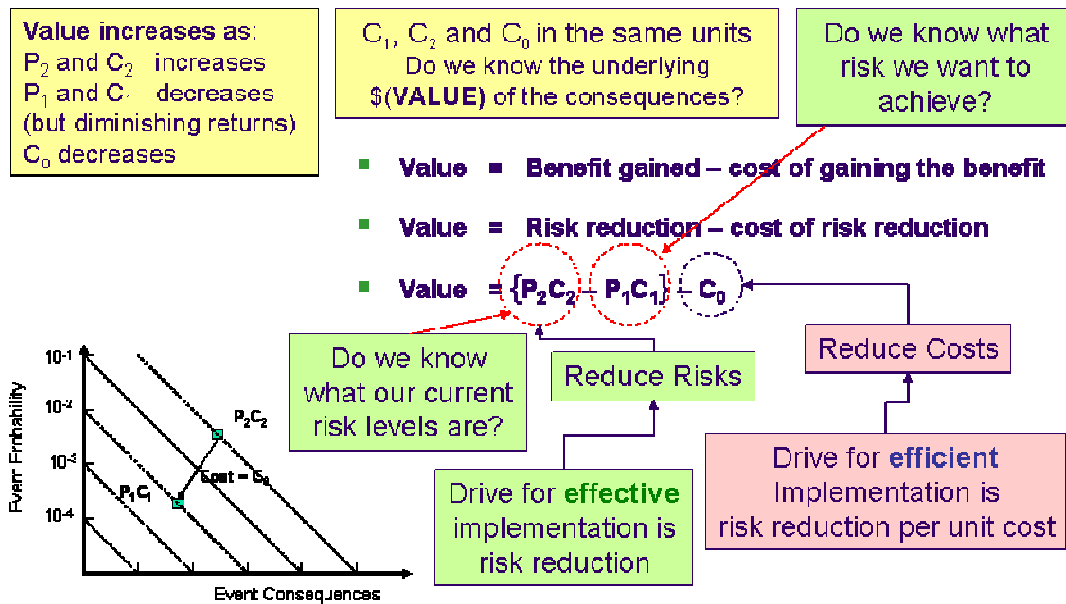 Value increases as:
P₂ and C₂ increases
P₁ and C₁ decreases
(but diminishing returns)
C₀ decreases
C₁, C₂ and C₀ in the same units
Do we know the underlying
$(VALUE) of the consequences?
Do we know what
risk we want to
achieve?
Value = Benefit gained – cost of gaining the benefit
Value = Risk reduction – cost of risk reduction
Value = {P₂C₂ – P₁C₁} – C₀
Do we know
what our current
risk levels are?
Reduce Risks
Reduce Costs
Drive for effective
implementation is
risk reduction
Drive for efficient
Implementation is
risk reduction per unit cost
Event Probability
10⁻¹
10⁻²
10⁻³
10⁻⁴
P₂C₂
Cost = C₀
P₁C₁
Event Consequences